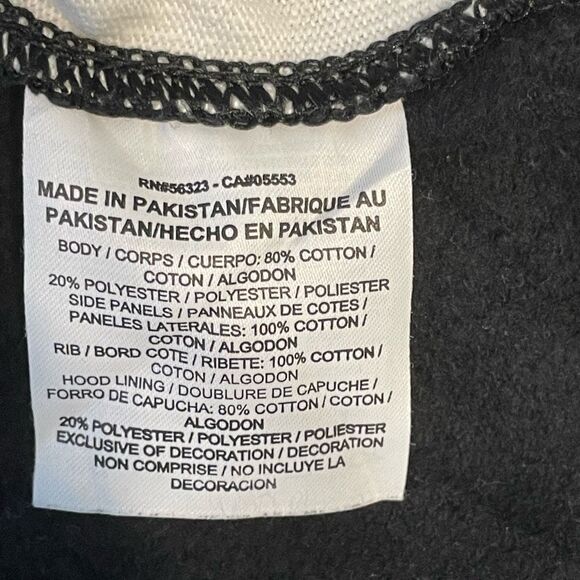 RN#56323 - CA#05553
MADE IN PAKISTAN/FABRIQUE AU
PAKISTAN/HECHO EN PAKISTAN
BODY / CORPS / CUERPO: 80% COTTON /
COTON / ALGODON
20% POLYESTER / POLYESTER / POLIESTER
SIDE PANELS / PANNEAUX DE COTES /
PANELES LATERALES: 100% COTTON /
COTON / ALGODON
RIB / BORD COTE / RIBETE: 100% COTTON /
COTON / ALGODON
HOOD LINING / DOUBLURE DE CAPUCHE /
FORRO DE CAPUCHA: 80% COTTON / COTON /
ALGODON
20% POLYESTER / POLYESTER / POLIESTER
EXCLUSIVE OF DECORATION / DECORATION
NON COMPRISE / NO INCLUYE LA
DECORACION